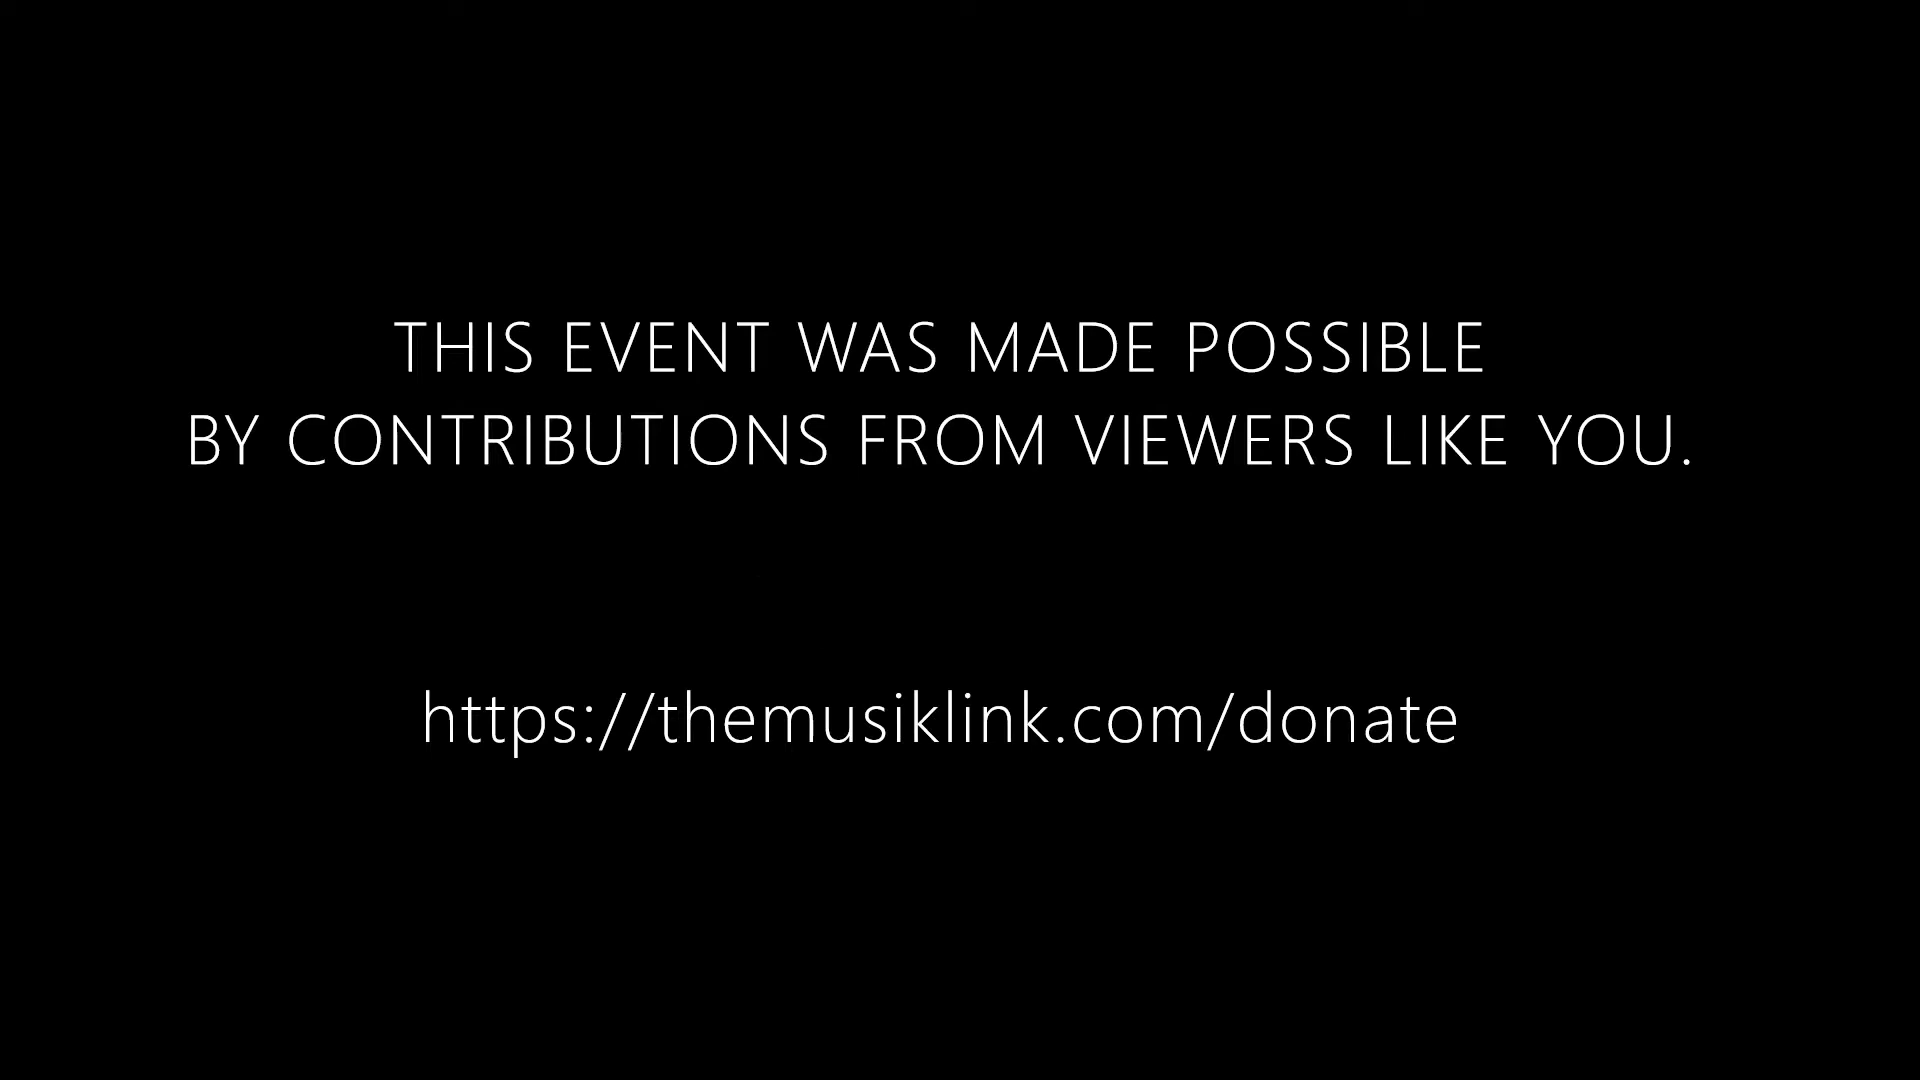 THIS EVENT WAS MADE POSSIBLE
BY CONTRIBUTIONS FROM VIEWERS LIKE YOU.
https://themusiklink.com/donate